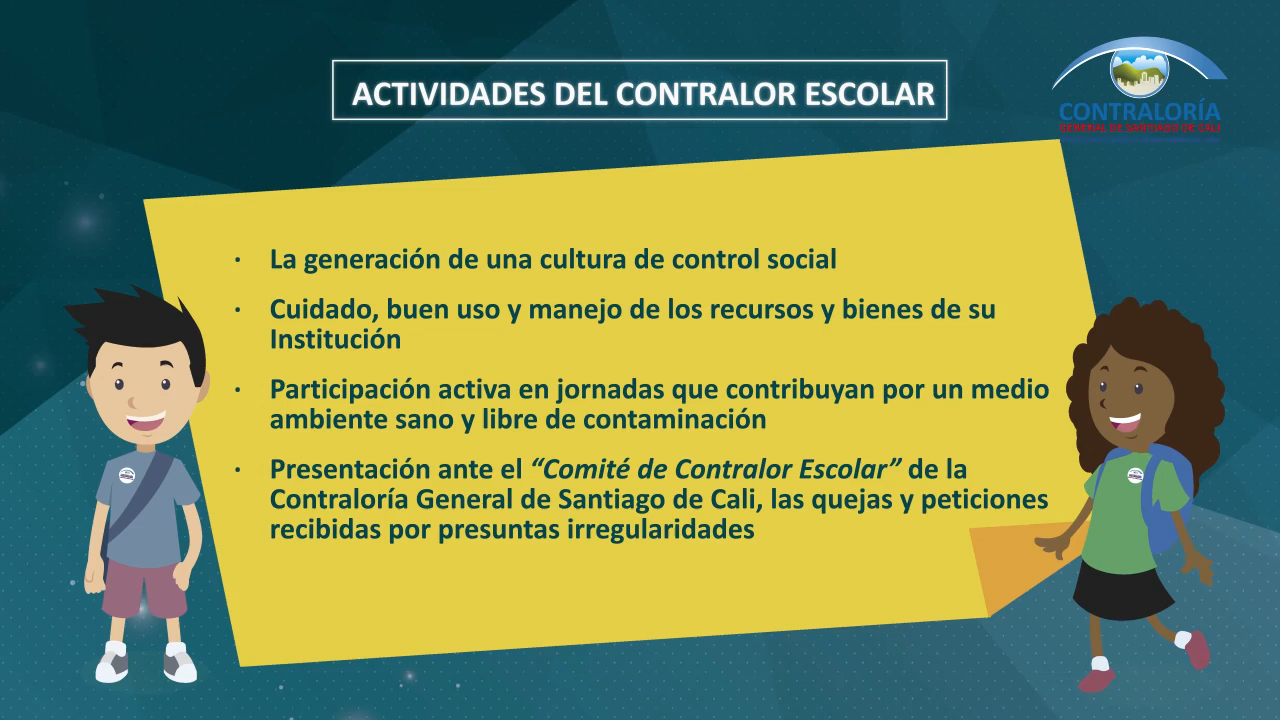 ACTIVIDADES DEL CONTRALOR ESCOLAR
CONTRALORÍA
GENERAL DE SANTIAGO DE CALI
· La generación de una cultura de control social
· Cuidado, buen uso y manejo de los recursos y bienes de su
Institución
· Participación activa en jornadas que contribuyan por un medio
ambiente sano y libre de contaminación
· Presentación ante el “Comité de Contralor Escolar” de la
Contraloría General de Santiago de Cali, las quejas y peticiones
recibidas por presuntas irregularidades